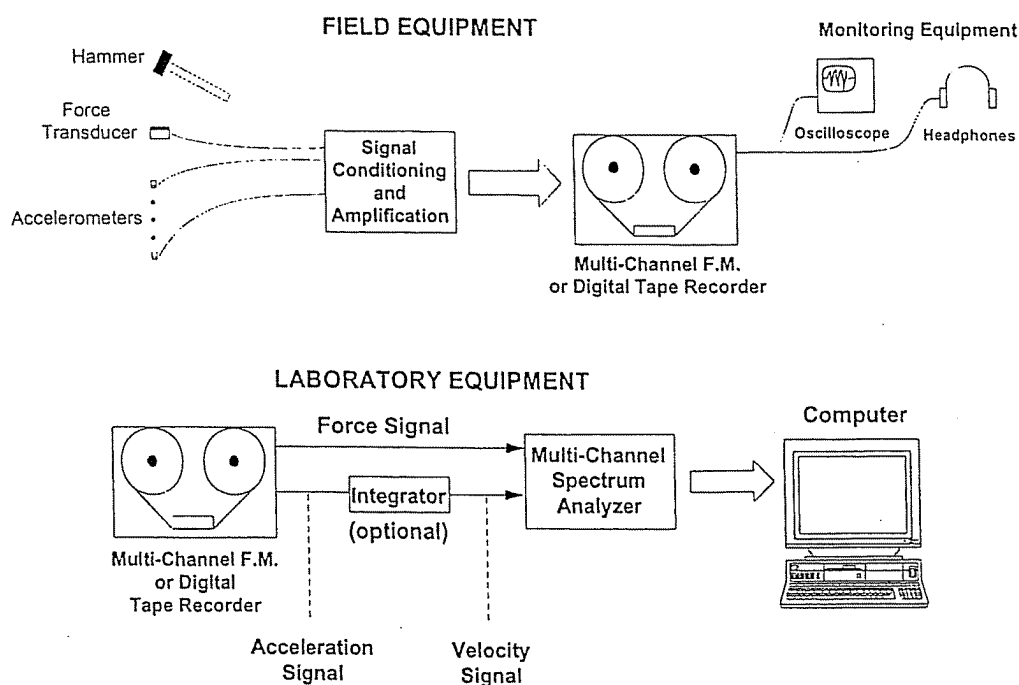 FIELD EQUIPMENT
Monitoring Equipment
Hammer
Force
Transducer
Accelerometers
Signal
Conditioning
and
Amplification
Oscilloscope
Headphones
Multi-Channel F.M.
or Digital Tape Recorder
LABORATORY EQUIPMENT
Force Signal
Computer
Multi-Channel
Spectrum
Analyzer
Integrator
(optional)
Multi-Channel F.M.
or Digital
Tape Recorder
Acceleration
Signal
Velocity
Signal